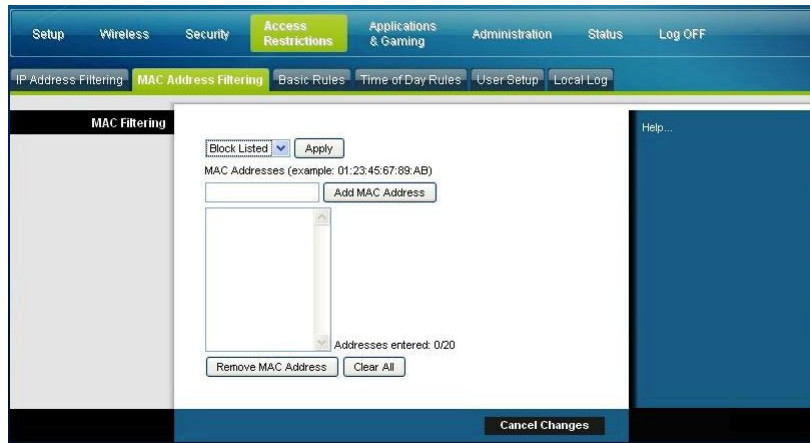 Setup Wireless Security Access Restrictions Applications & Gaming Administration Status Log OFF
IP Address Filtering MAC Address Filtering Basic Rules Time of Day Rules User Setup Local Log
MAC Filtering
Help...
Block Listed Apply
MAC Addresses (example: 01:23:45:67:89:AB)
Add MAC Address
Addresses entered: 0/20
Remove MAC Address Clear All
Cancel Changes